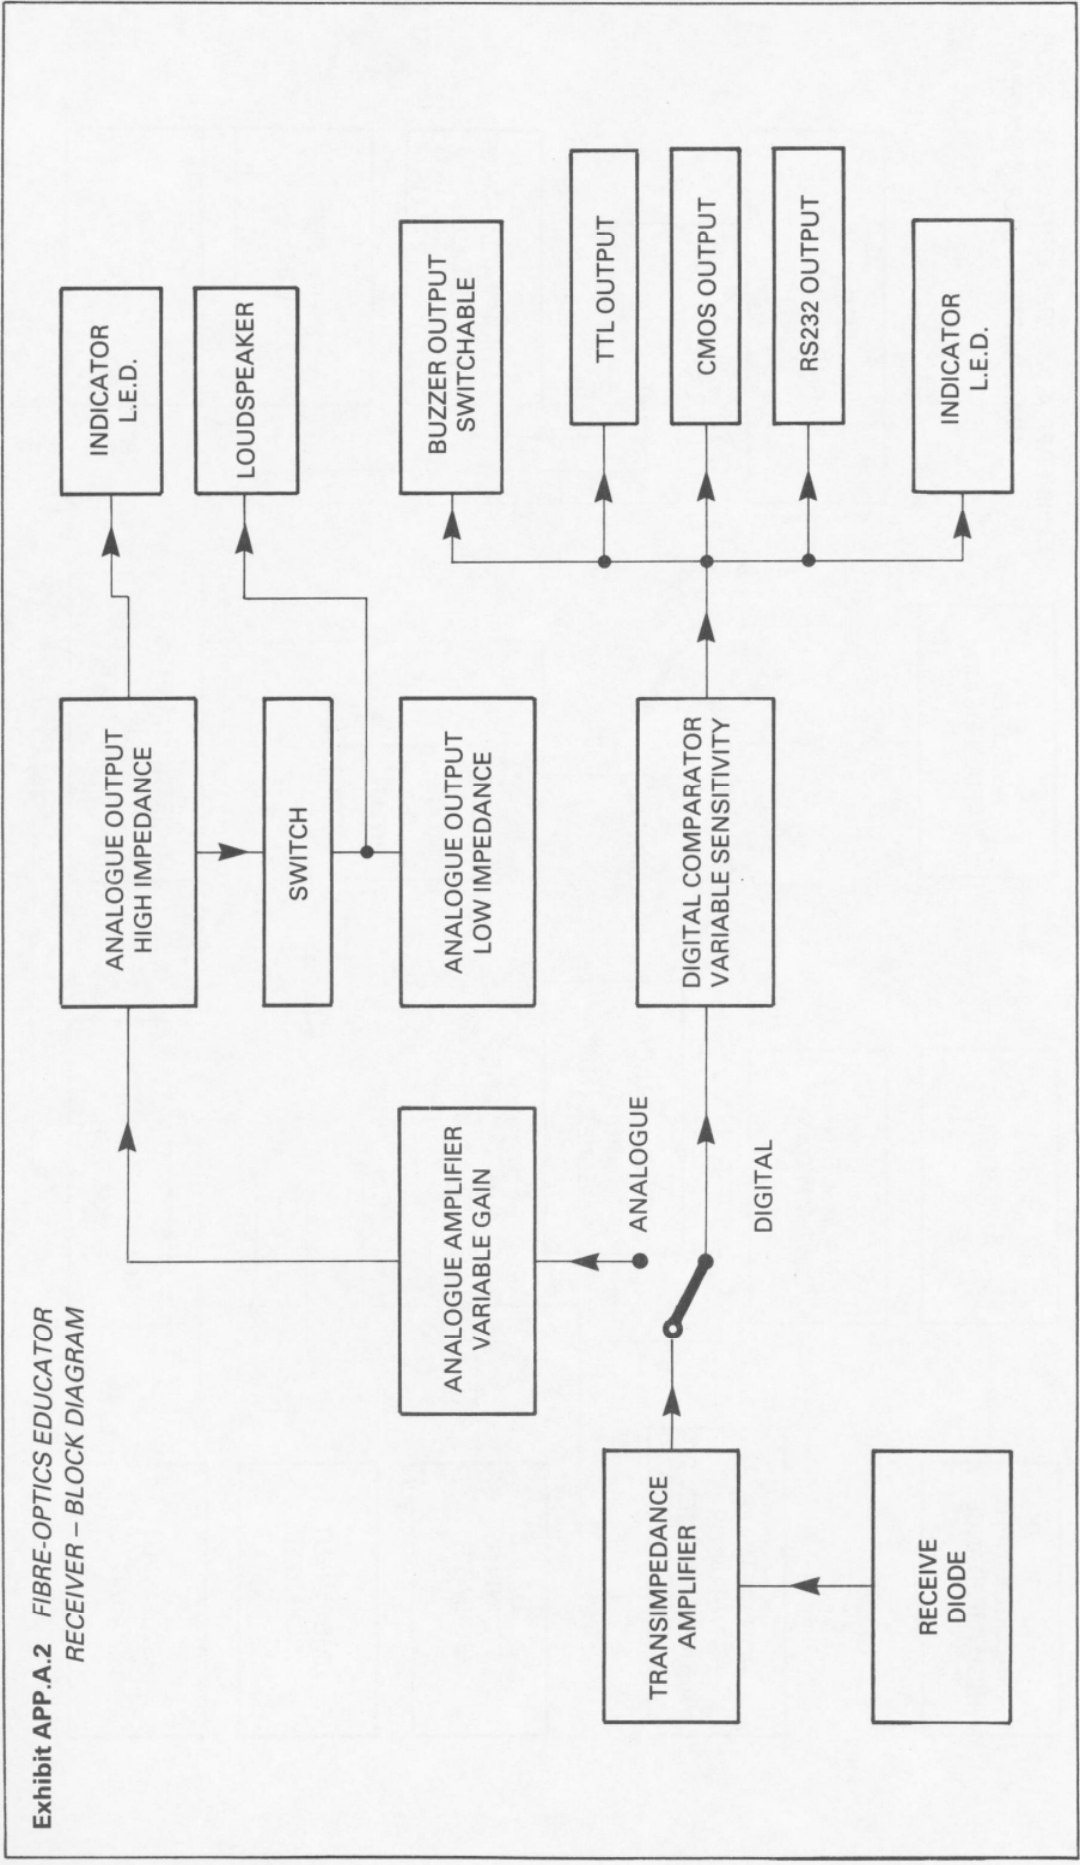 Exhibit APP.A.2 FIBRE-OPTICS EDUCATOR
RECEIVER – BLOCK DIAGRAM
RECEIVE
DIODE
TRANSIMPEDANCE
AMPLIFIER
ANALOGUE
DIGITAL
ANALOGUE AMPLIFIER
VARIABLE GAIN
ANALOGUE OUTPUT
HIGH IMPEDANCE
SWITCH
ANALOGUE OUTPUT
LOW IMPEDANCE
DIGITAL COMPARATOR
VARIABLE SENSITIVITY
INDICATOR
L.E.D.
LOUDSPEAKER
BUZZER OUTPUT
SWITCHABLE
TTL OUTPUT
CMOS OUTPUT
RS232 OUTPUT
INDICATOR
L.E.D.